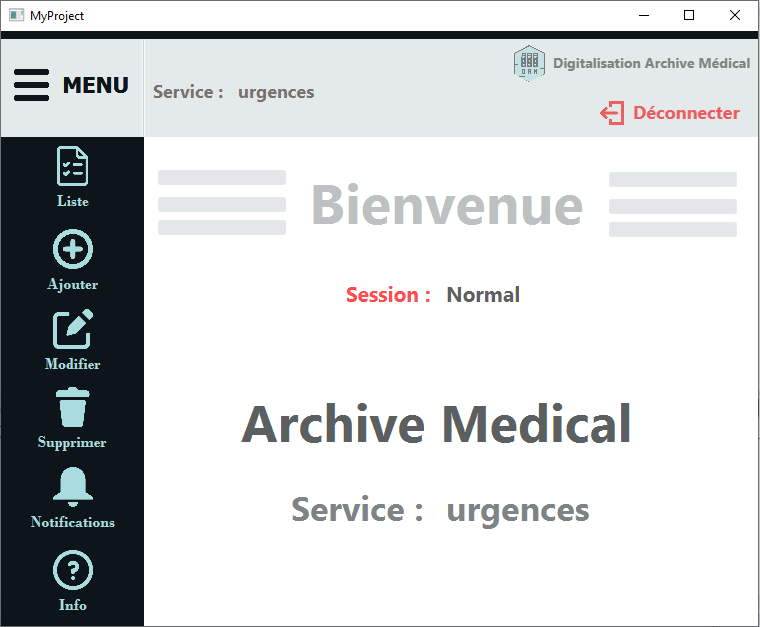 MyProject
MENU
Service : urgences
DAM
Digitalisation Archive Médical
Déconnecter
Liste
Ajouter
Modifier
Supprimer
Notifications
Info
Bienvenue
Session : Normal
Archive Medical
Service : urgences